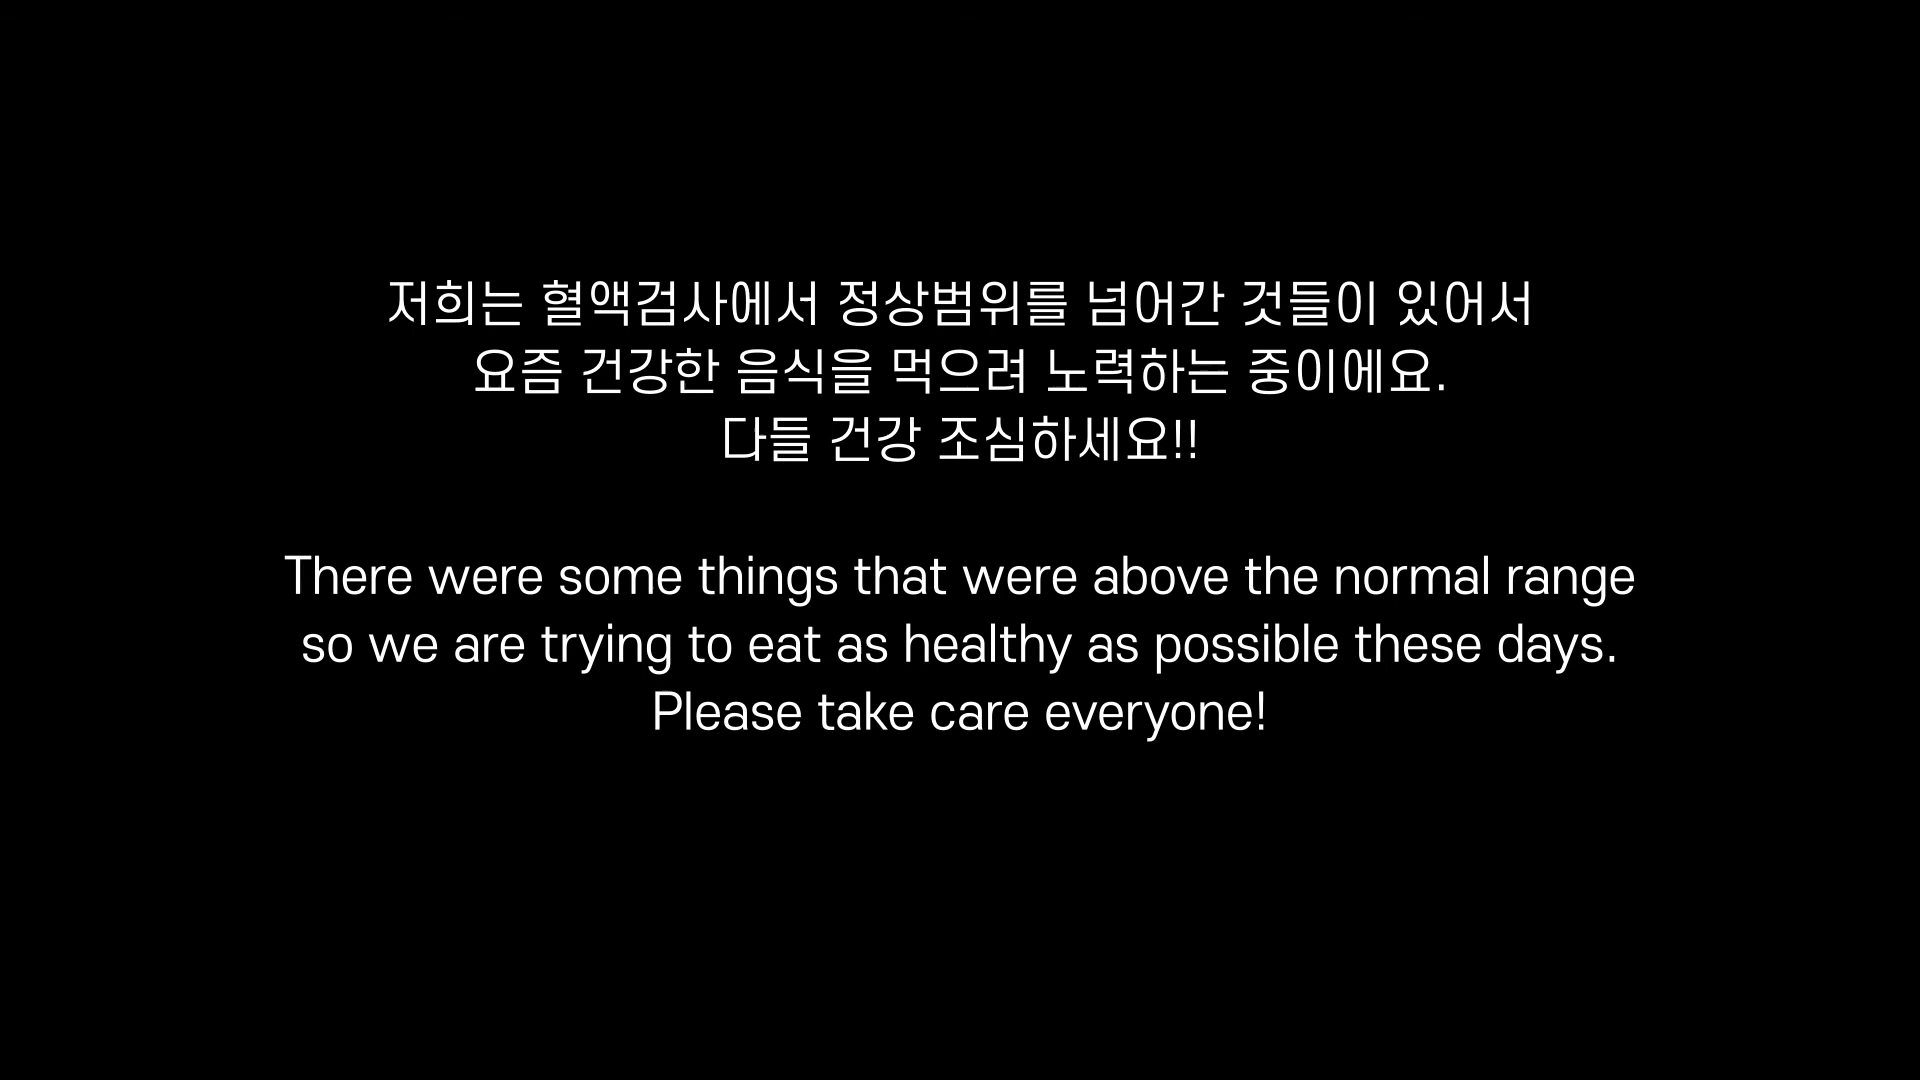 저희는 혈액검사에서 정상범위를 넘어간 것들이 있어서
요즘 건강한 음식을 먹으려 노력하는 중이에요.
다들 건강 조심하세요!!
There were some things that were above the normal range
so we are trying to eat as healthy as possible these days.
Please take care everyone!